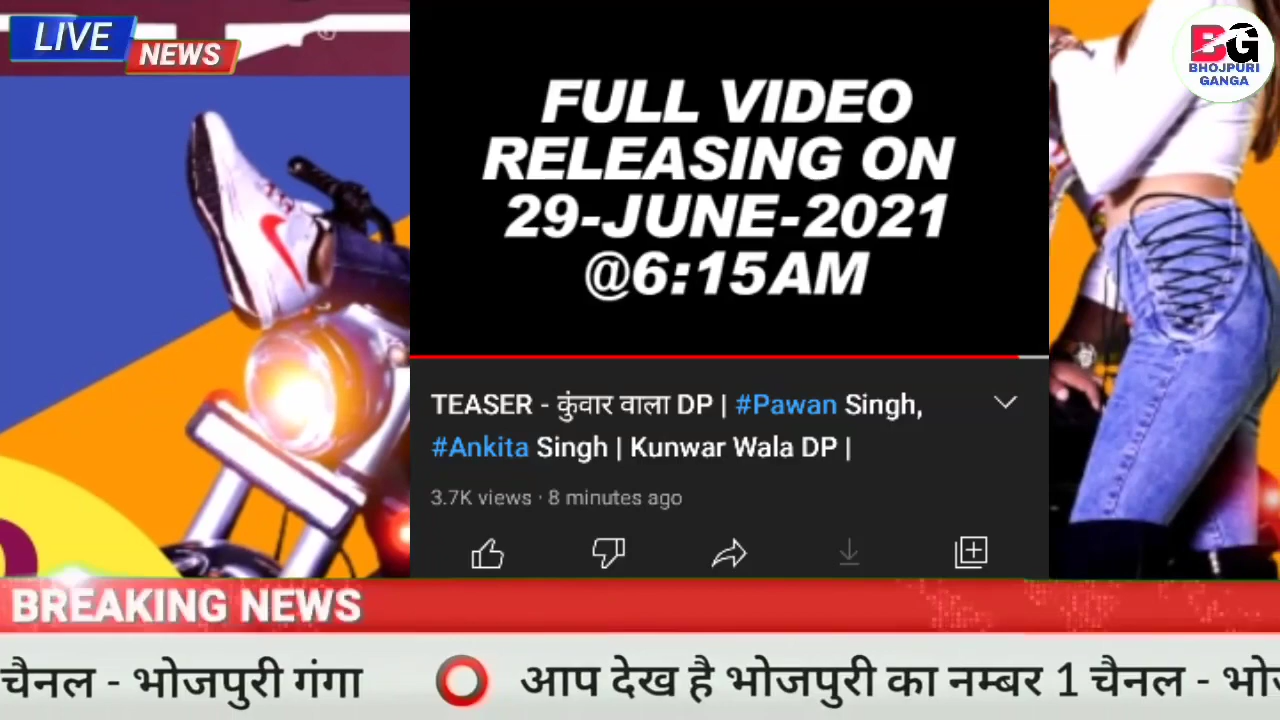 LIVE
NEWS
BG
BHOJPURI
GANGA
FULL VIDEO
RELEASING ON
29-JUNE-2021
@6:15AM
TEASER - कुंवार वाला DP | #Pawan Singh,
#Ankita Singh | Kunwar Wala DP |
3.7K views · 8 minutes ago
BREAKING NEWS
चैनल - भोजपुरी गंगा
आप देख है भोजपुरी का नम्बर 1 चैनल -